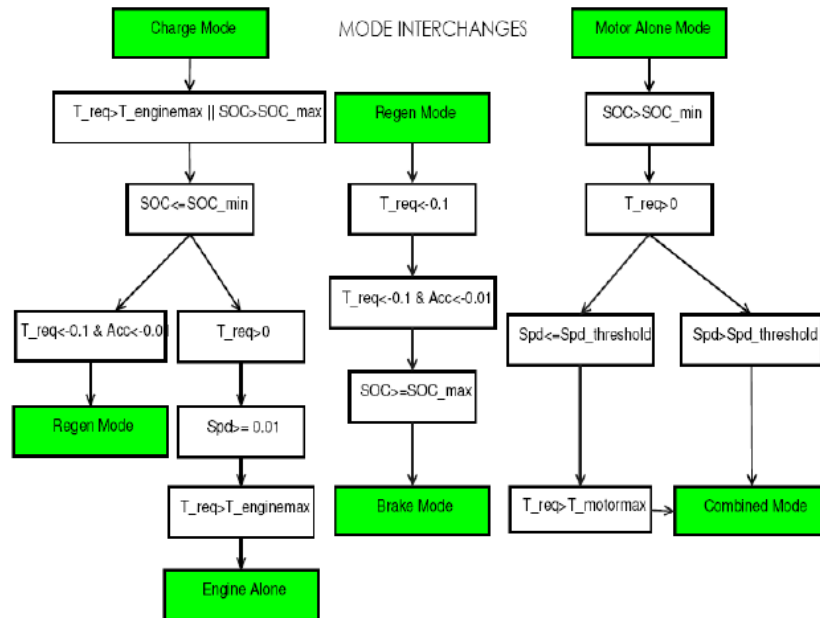 MODE INTERCHANGES
Charge Mode
T_req>T_enginemax || SOC>SOC_max
SOC<=SOC_min
T_req<-0.1 & Acc<-0.01
Regen Mode
T_req>0
Spd>= 0.01
T_req>T_enginemax
Engine Alone
Regen Mode
T_req<-0.1
T_req<-0.1 & Acc<-0.01
SOC>=SOC_max
Brake Mode
Motor Alone Mode
SOC>SOC_min
T_req>0
Spd<=Spd_threshold
T_req>T_motormax
Spd>Spd_threshold
Combined Mode